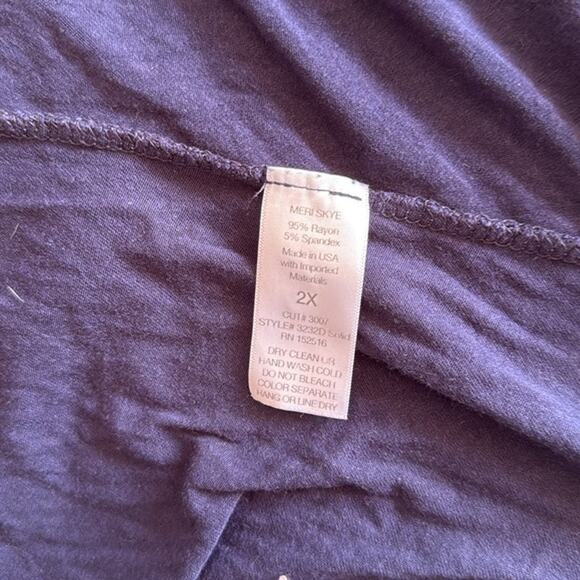 MERI SKYE
95% Rayon
5% Spandex
Made in USA
with Imported
Materials
2X
CUT# 3007
STYLE# 3232D Solid
RN 152516
DRY CLEAN OR
HAND WASH COLD
DO NOT BLEACH
COLOR SEPARATE
HANG OR LINE DRY